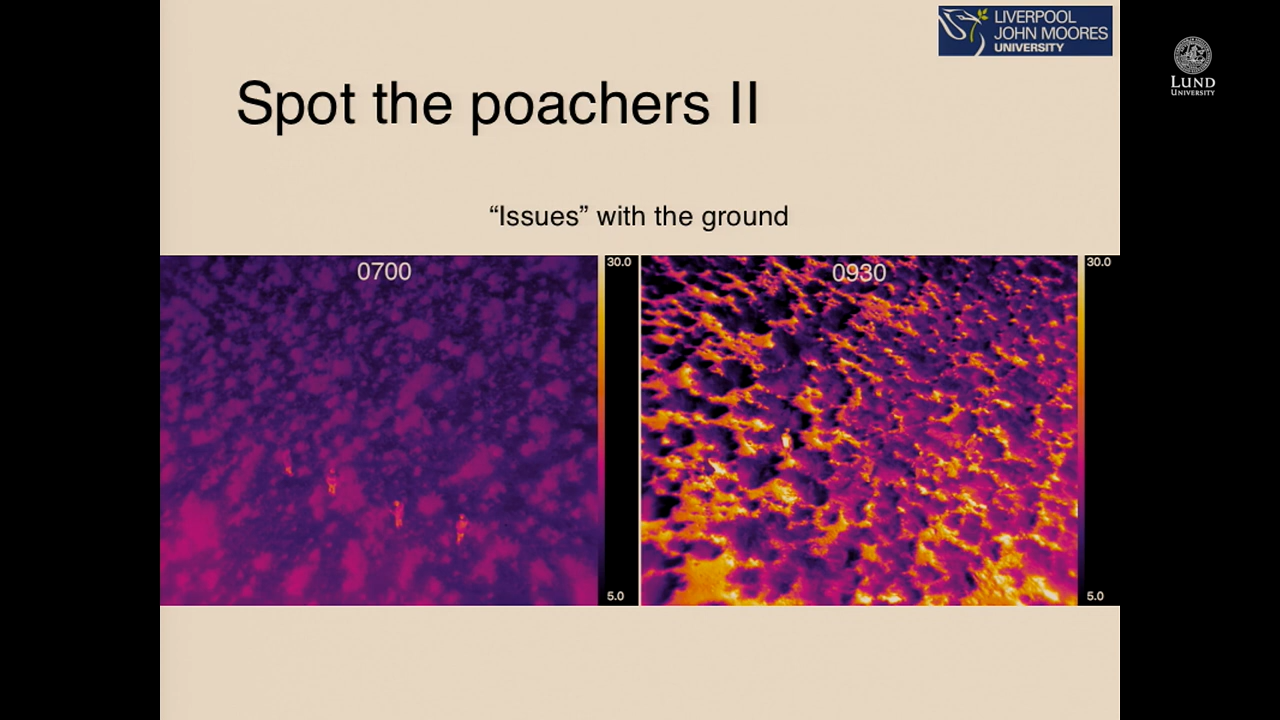 LIVERPOOL
JOHN MOORES
UNIVERSITY
LUND
UNIVERSITY
Spot the poachers II
“Issues” with the ground
0700
30.0
5.0
0930
30.0
5.0